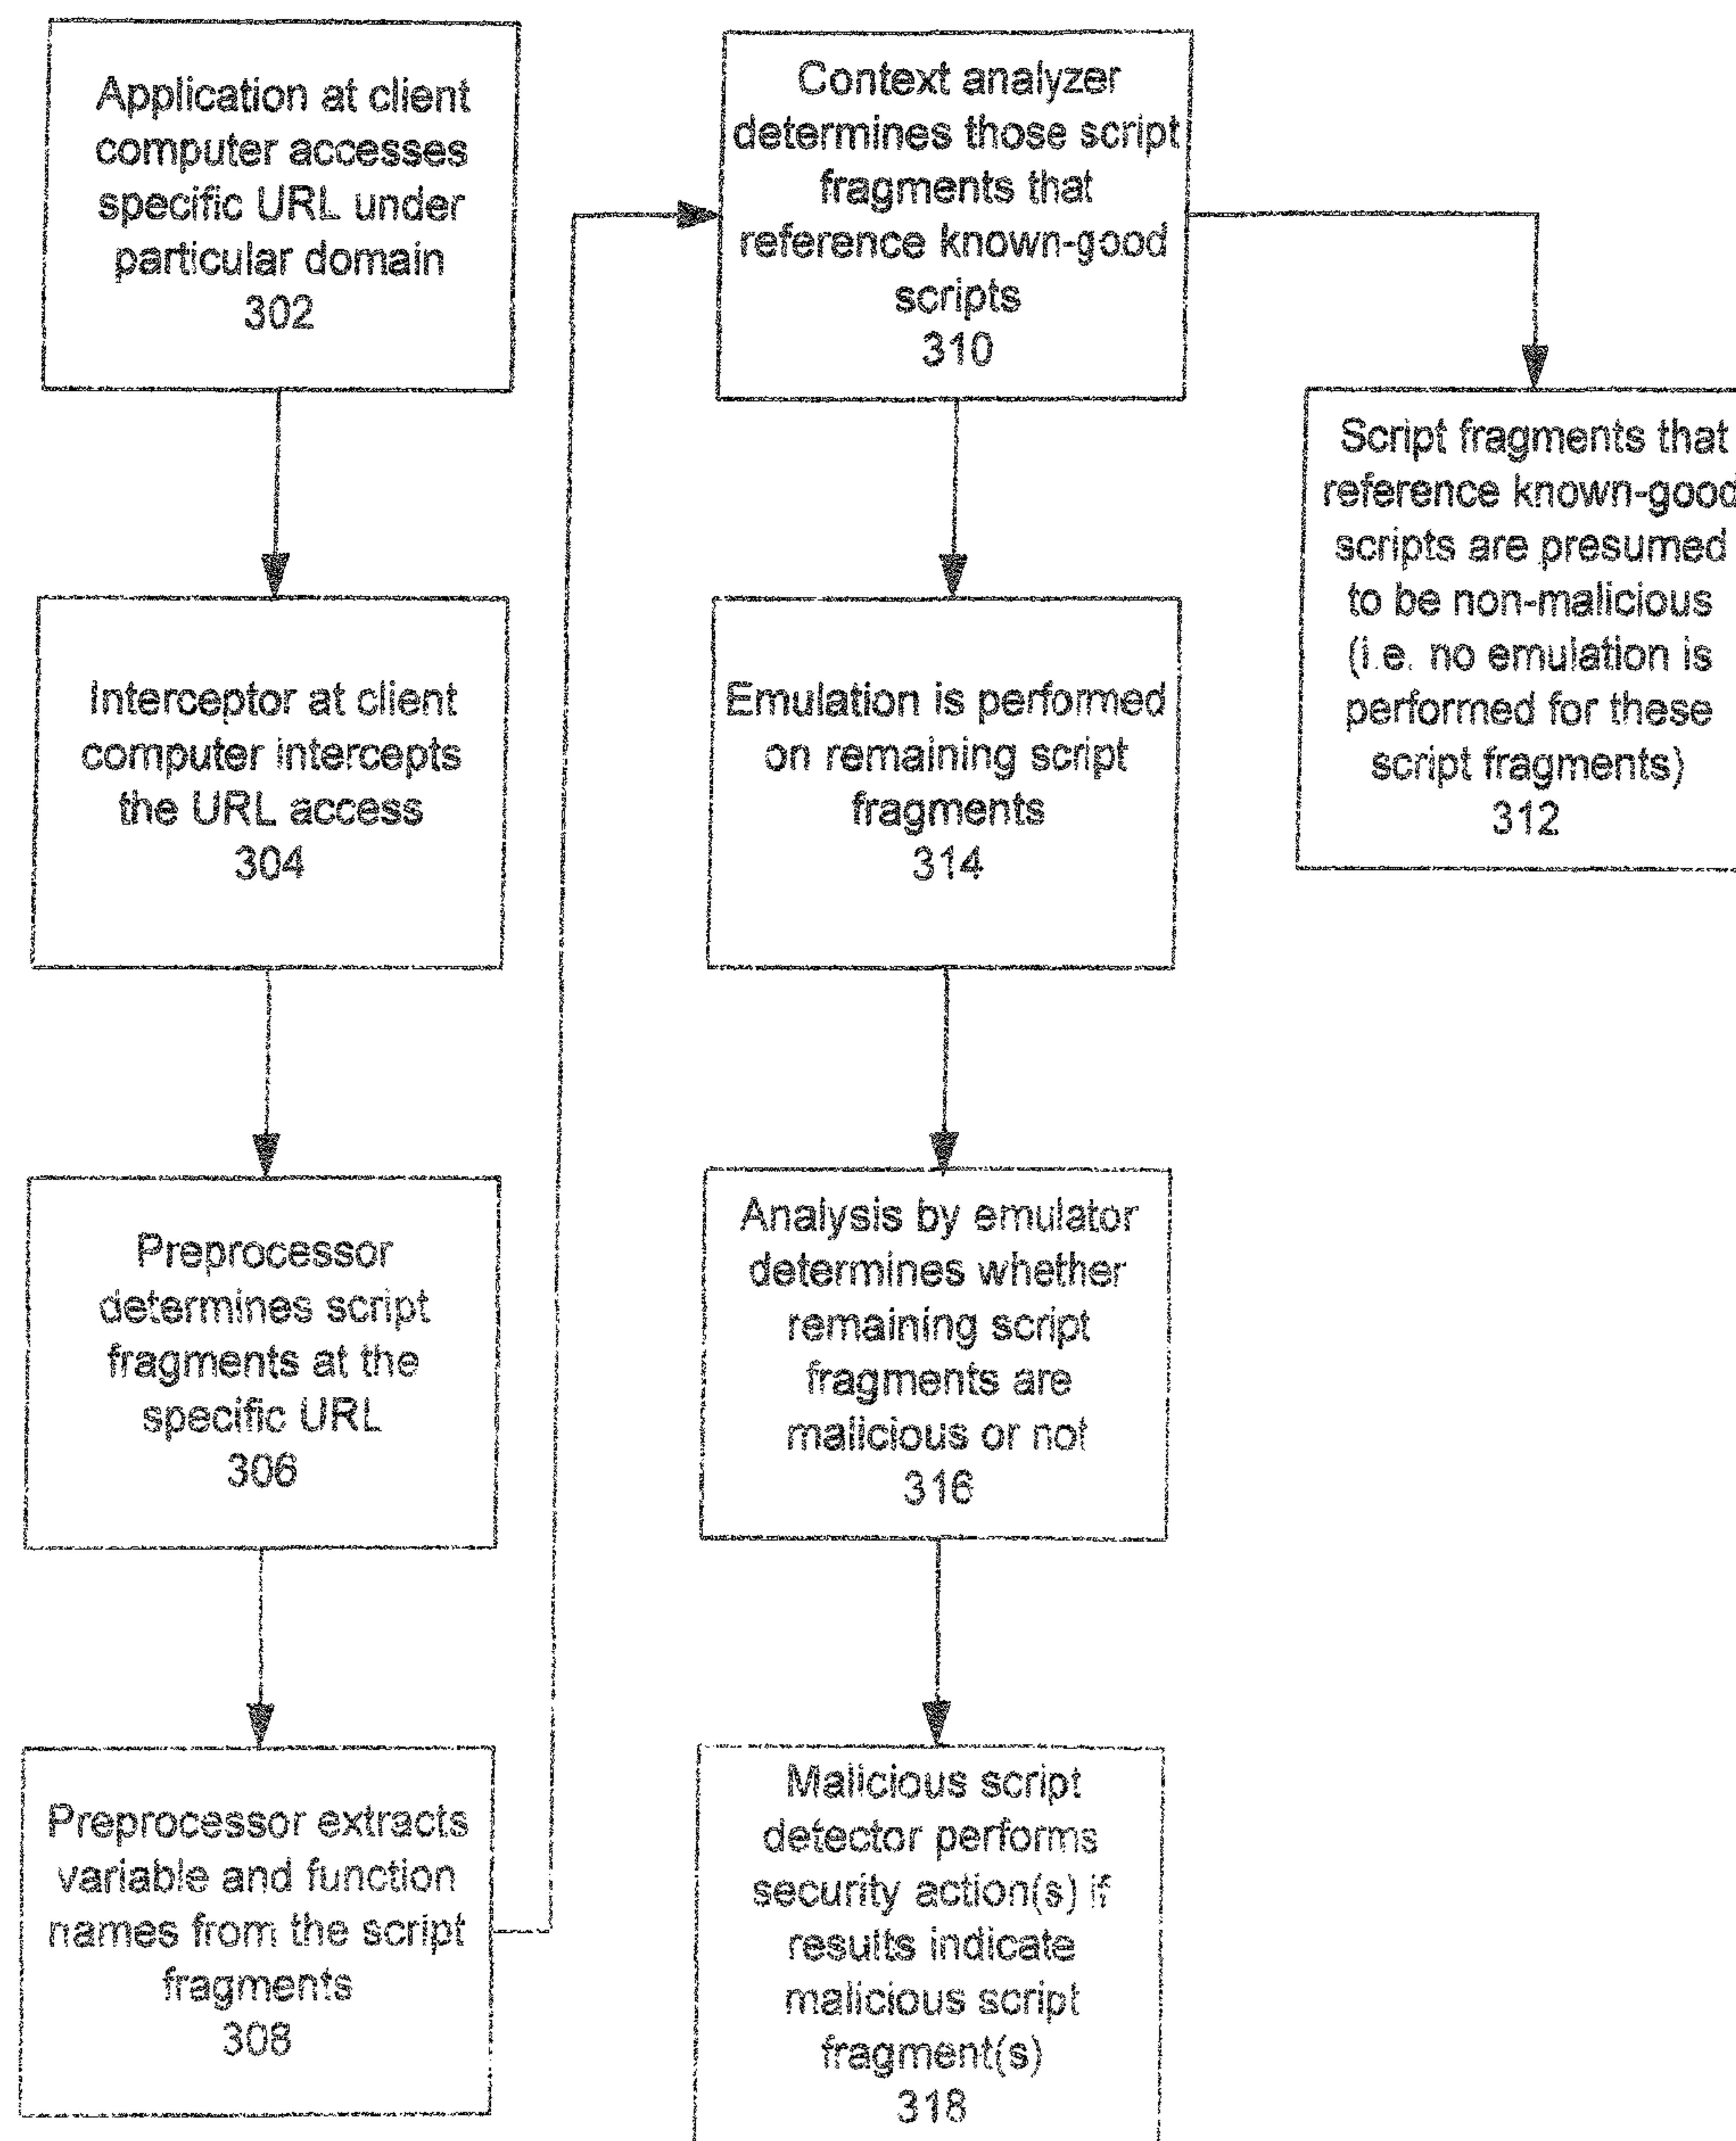 Application at client
computer accesses
specific URL under
particular domain
302
Interceptor at client
computer intercepts
the URL access
304
Preprocessor
determines script
fragments at the
specific URL
306
Preprocessor extracts
variable and function
names from the script
fragments
308
Context analyzer
determines those script
fragments that
reference known-good
scripts
310
Script fragments that
reference known-good
scripts are presumed
to be non-malicious
(i.e. no emulation is
performed for these
script fragments)
312
Emulation is performed
on remaining script
fragments
314
Analysis by emulator
determines whether
remaining script
fragments are
malicious or not
316
Malicious script
detector performs
security action(s) if
results indicate
malicious script
fragment(s)
318